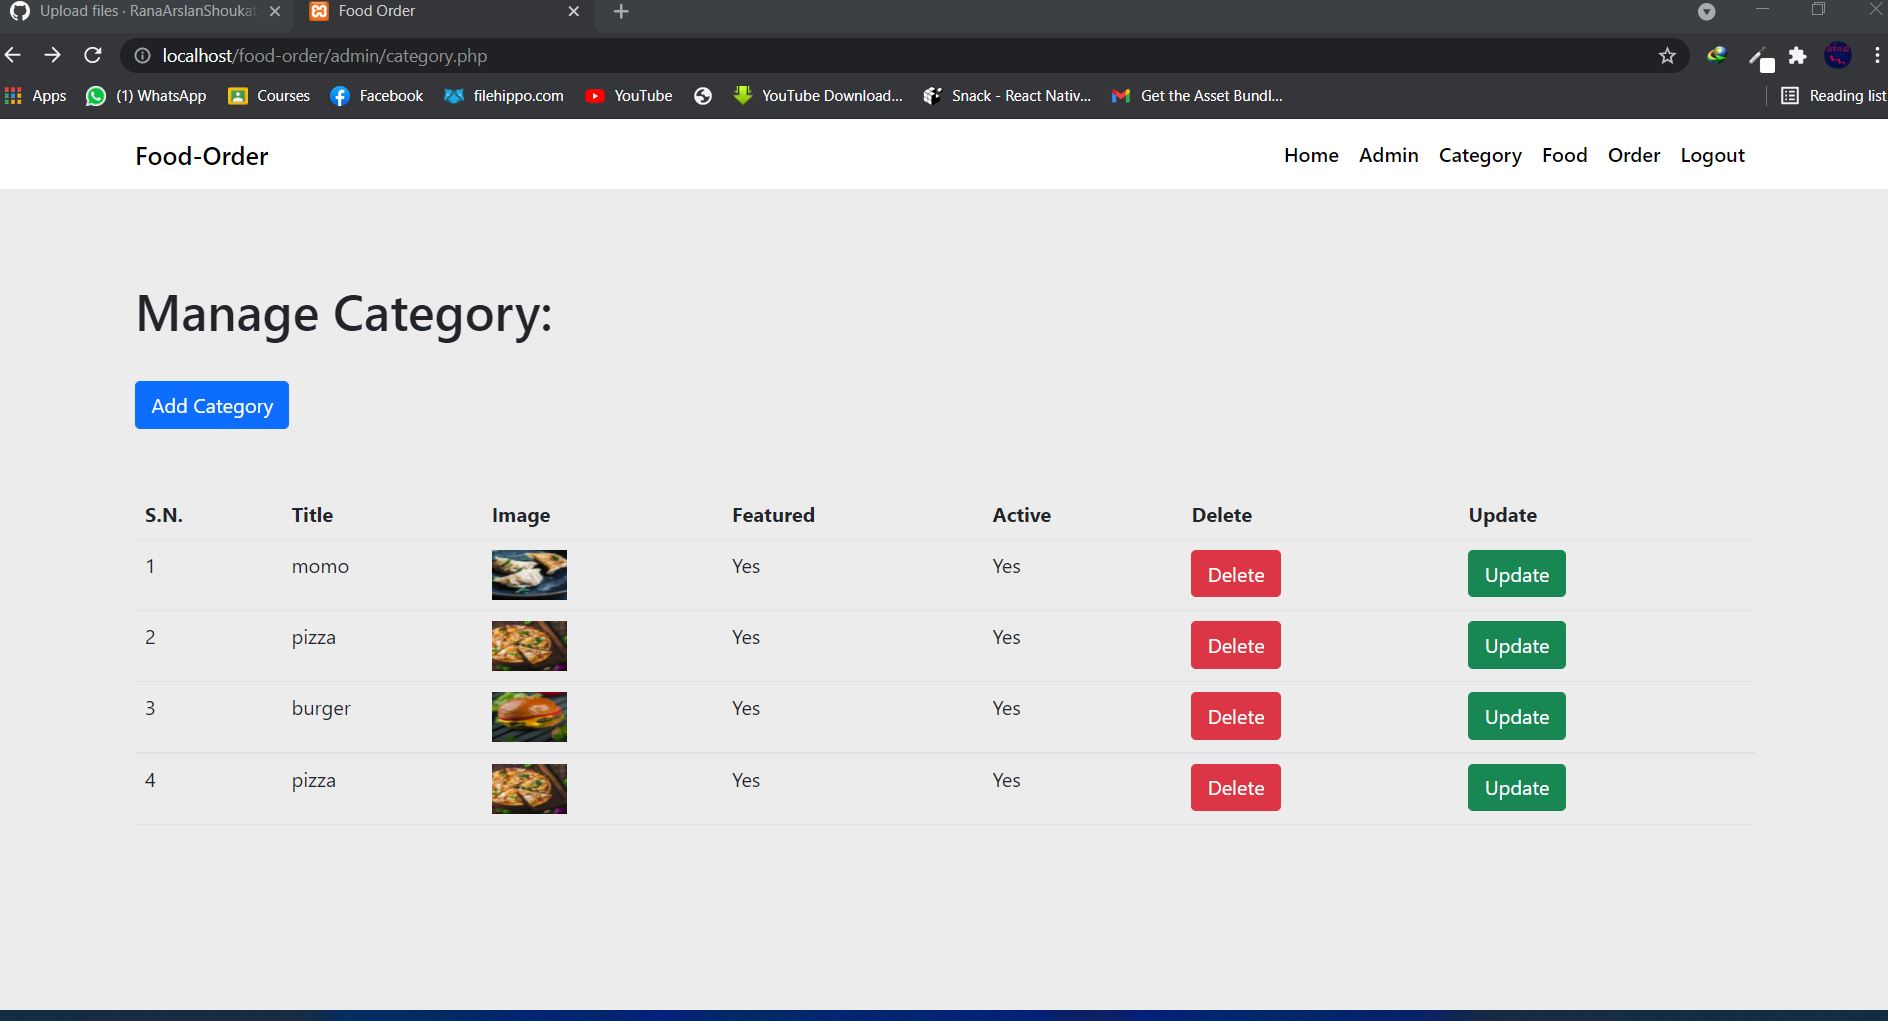 Upload files · RanaArslanShoukat
Food Order
localhost/food-order/admin/category.php
Apps (1) WhatsApp Courses Facebook filehippo.com YouTube YouTube Download... Snack - React Nativ... Get the Asset Bundl... Reading list
Food-Order Home Admin Category Food Order Logout
Manage Category:
Add Category
S.N. Title Image Featured Active Delete Update
1 momo Yes Yes Delete Update
2 pizza Yes Yes Delete Update
3 burger Yes Yes Delete Update
4 pizza Yes Yes Delete Update